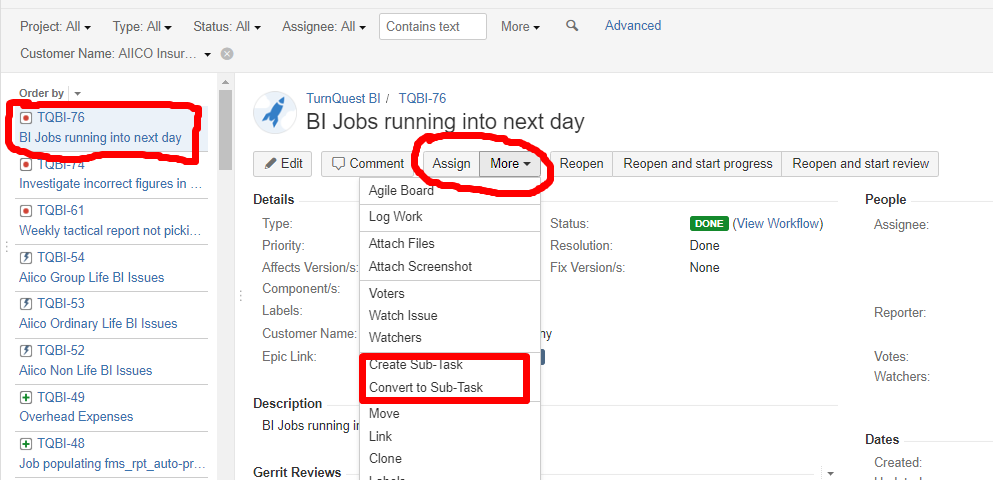 Project: All Type: All Status: All Assignee: All Contains text More Advanced
Customer Name: AIICO Insur...
Order by
TQBI-76
BI Jobs running into next day
TQBI-74
Investigate incorrect figures in ...
TQBI-61
Weekly tactical report not picki...
TQBI-54
Aiico Group Life BI Issues
TQBI-53
Aiico Ordinary Life BI Issues
TQBI-52
Aiico Non Life BI Issues
TQBI-49
Overhead Expenses
TQBI-48
Job populating fms_rpt_auto-pr...
TurnQuest BI / TQBI-76
BI Jobs running into next day
Edit Comment Assign More Reopen Reopen and start progress Reopen and start review
Agile Board
Log Work
Attach Files
Attach Screenshot
Voters
Watch Issue
Watchers
Create Sub-Task
Convert to Sub-Task
Move
Link
Clone
Labels
Details
Type:
Priority:
Affects Version/s:
Component/s:
Labels:
Customer Name: ny
Epic Link:
Status: DONE (View Workflow)
Resolution: Done
Fix Version/s: None
Description
BI Jobs running i
Gerrit Reviews
People
Assignee:
Reporter:
Votes:
Watchers:
Dates
Created:
Updated: